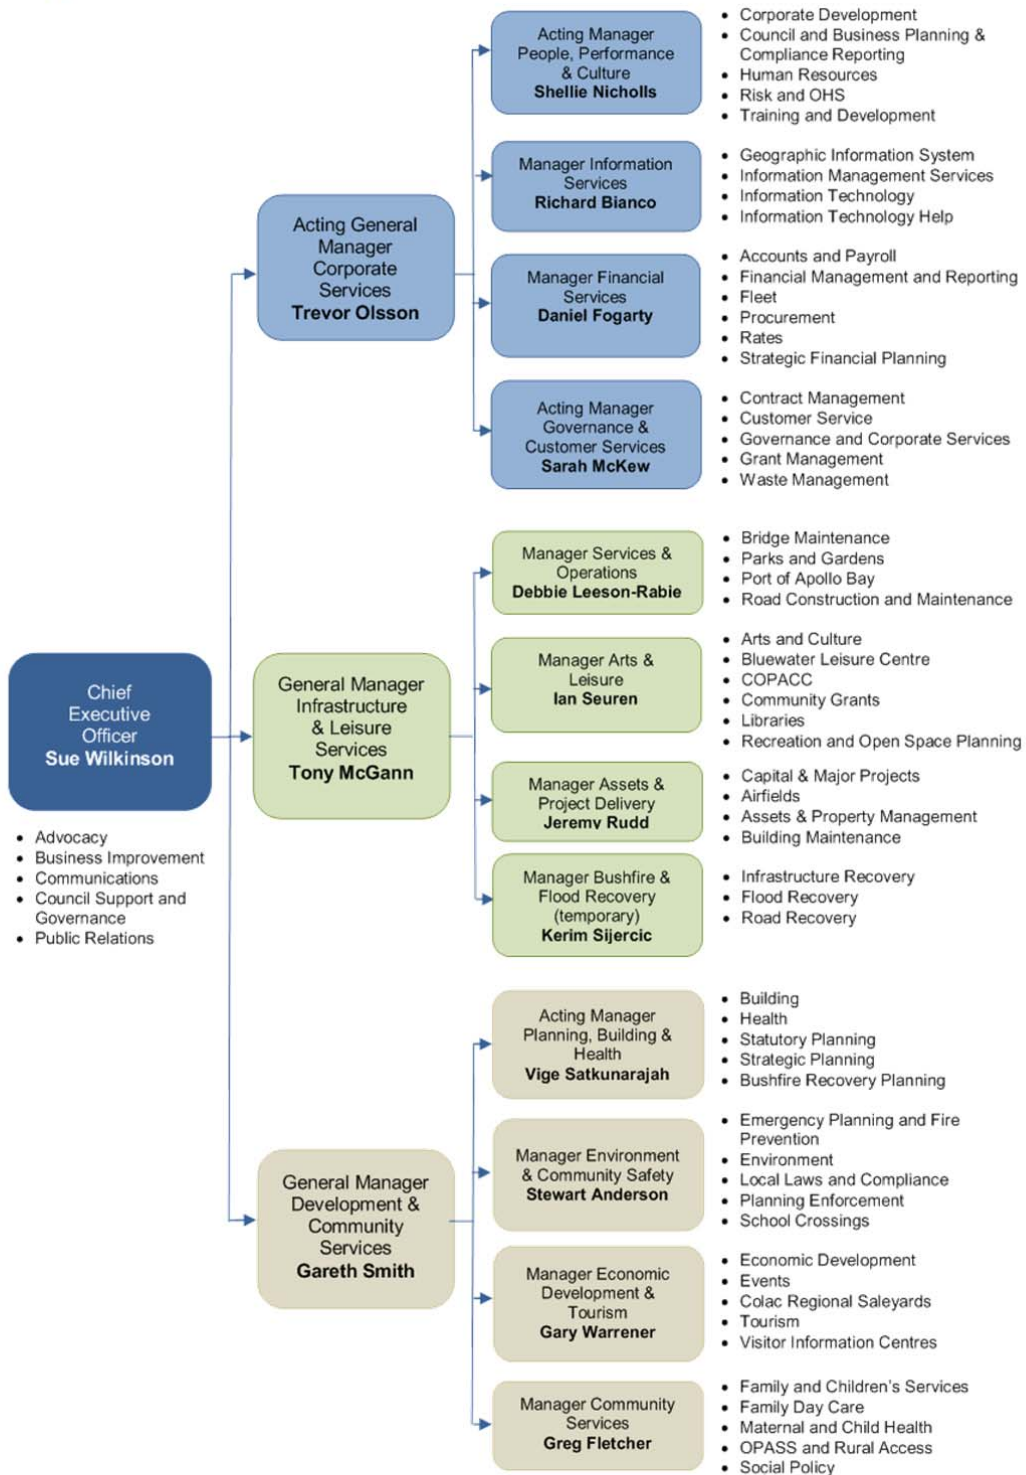 Acting Manager
People, Performance
& Culture
Shellie Nicholls
• Corporate Development
• Council and Business Planning &
Compliance Reporting
• Human Resources
• Risk and OHS
• Training and Development
Manager Information
Services
Richard Bianco
• Geographic Information System
• Information Management Services
• Information Technology
• Information Technology Help
Acting General
Manager
Corporate
Services
Trevor Olsson
Manager Financial
Services
Daniel Fogarty
• Accounts and Payroll
• Financial Management and Reporting
• Fleet
• Procurement
• Rates
• Strategic Financial Planning
Acting Manager
Governance &
Customer Services
Sarah McKew
• Contract Management
• Customer Service
• Governance and Corporate Services
• Grant Management
• Waste Management
Manager Services &
Operations
Debbie Leeson-Rabie
• Bridge Maintenance
• Parks and Gardens
• Port of Apollo Bay
• Road Construction and Maintenance
Manager Arts &
Leisure
Ian Seuren
• Arts and Culture
• Bluewater Leisure Centre
• COPACC
• Community Grants
• Libraries
• Recreation and Open Space Planning
Chief
Executive
Officer
Sue Wilkinson
• Advocacy
• Business Improvement
• Communications
• Council Support and
Governance
• Public Relations
General Manager
Infrastructure
& Leisure
Services
Tony McGann
Manager Assets &
Project Delivery
Jeremy Rudd
• Capital & Major Projects
• Airfields
• Assets & Property Management
• Building Maintenance
Manager Bushfire &
Flood Recovery
(temporary)
Kerim Sijercic
• Infrastructure Recovery
• Flood Recovery
• Road Recovery
Acting Manager
Planning, Building &
Health
Vige Satkunarajah
• Building
• Health
• Statutory Planning
• Strategic Planning
• Bushfire Recovery Planning
Manager Environment
& Community Safety
Stewart Anderson
• Emergency Planning and Fire
Prevention
• Environment
• Local Laws and Compliance
• Planning Enforcement
• School Crossings
General Manager
Development &
Community
Services
Gareth Smith
Manager Economic
Development &
Tourism
Gary Warrener
• Economic Development
• Events
• Colac Regional Saleyards
• Tourism
• Visitor Information Centres
Manager Community
Services
Greg Fletcher
• Family and Children's Services
• Family Day Care
• Maternal and Child Health
• OPASS and Rural Access
• Social Policy